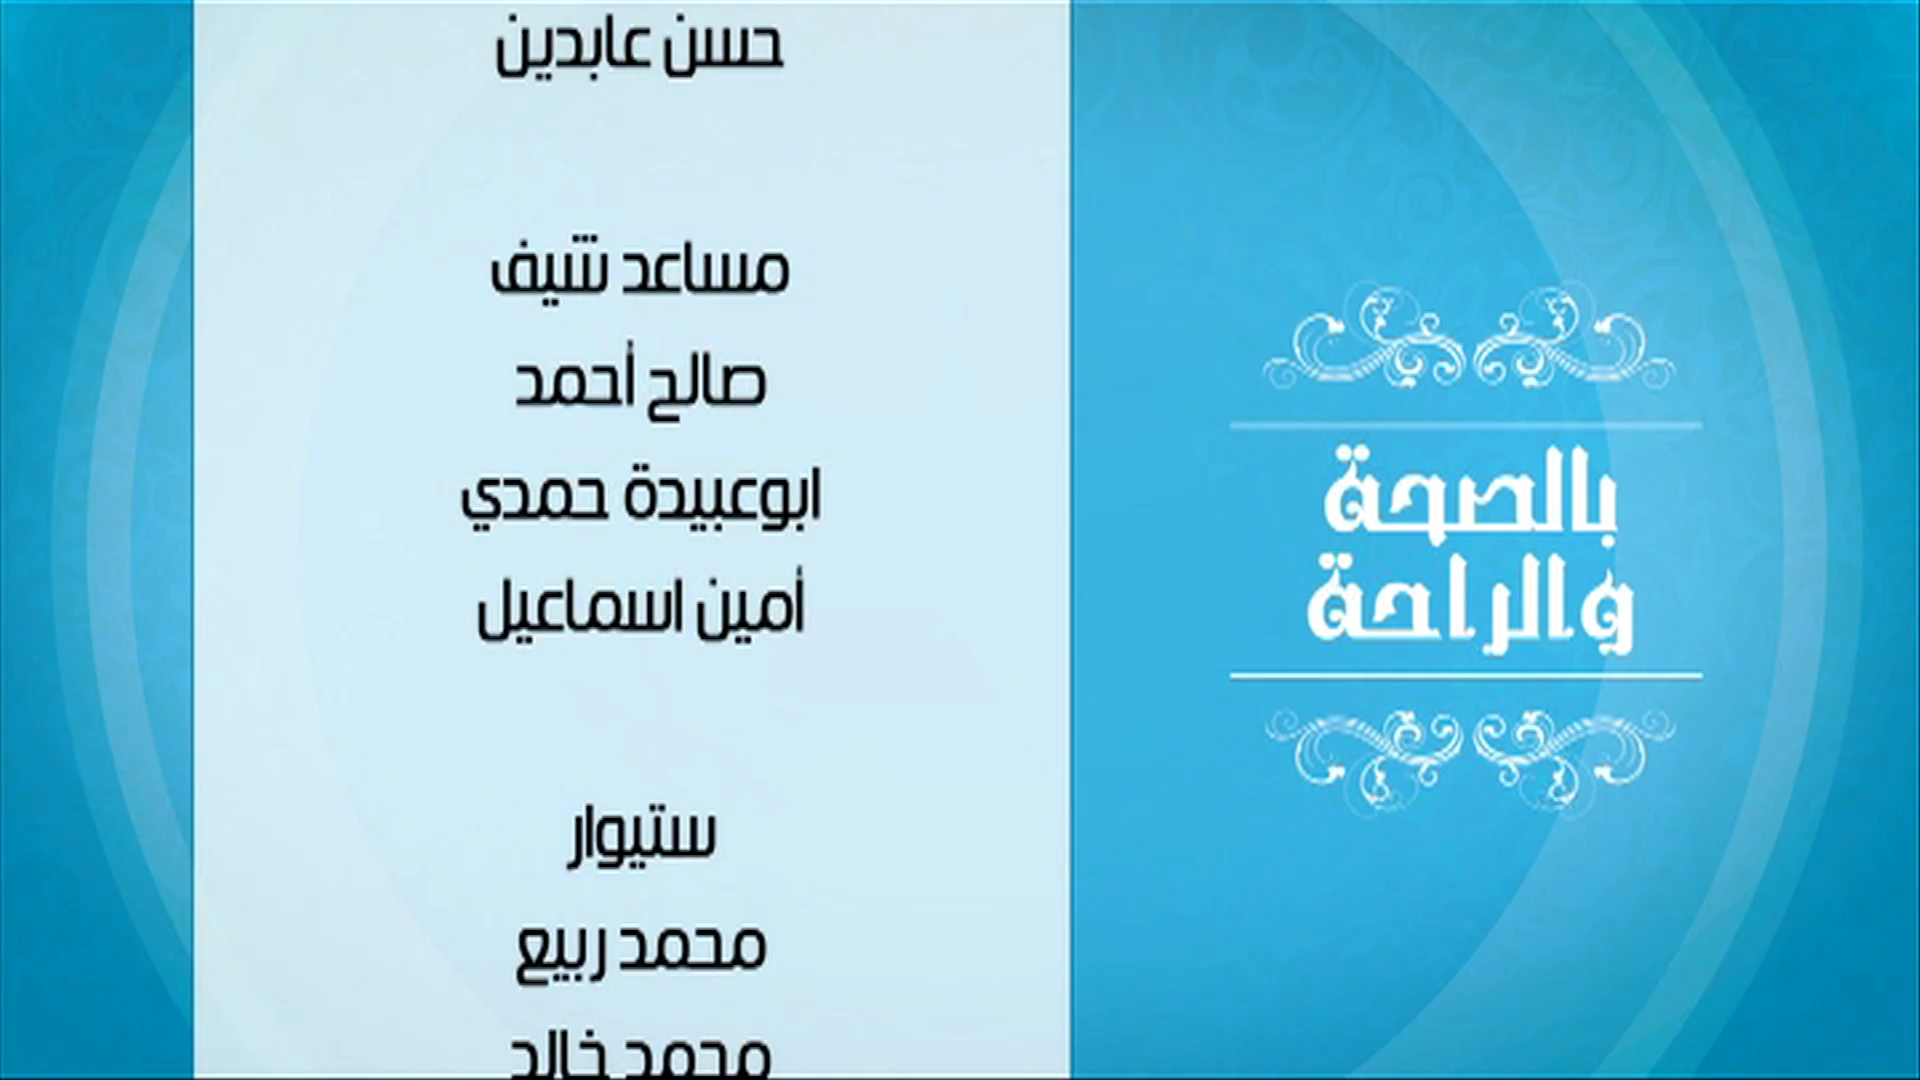 حسن عابدين
مساعد شيف
صالح أحمد
ابوعبيدة حمدي
أمين اسماعيل
ستيوار
محمد ربيع
محمد خالد
بالصحة
والراحة